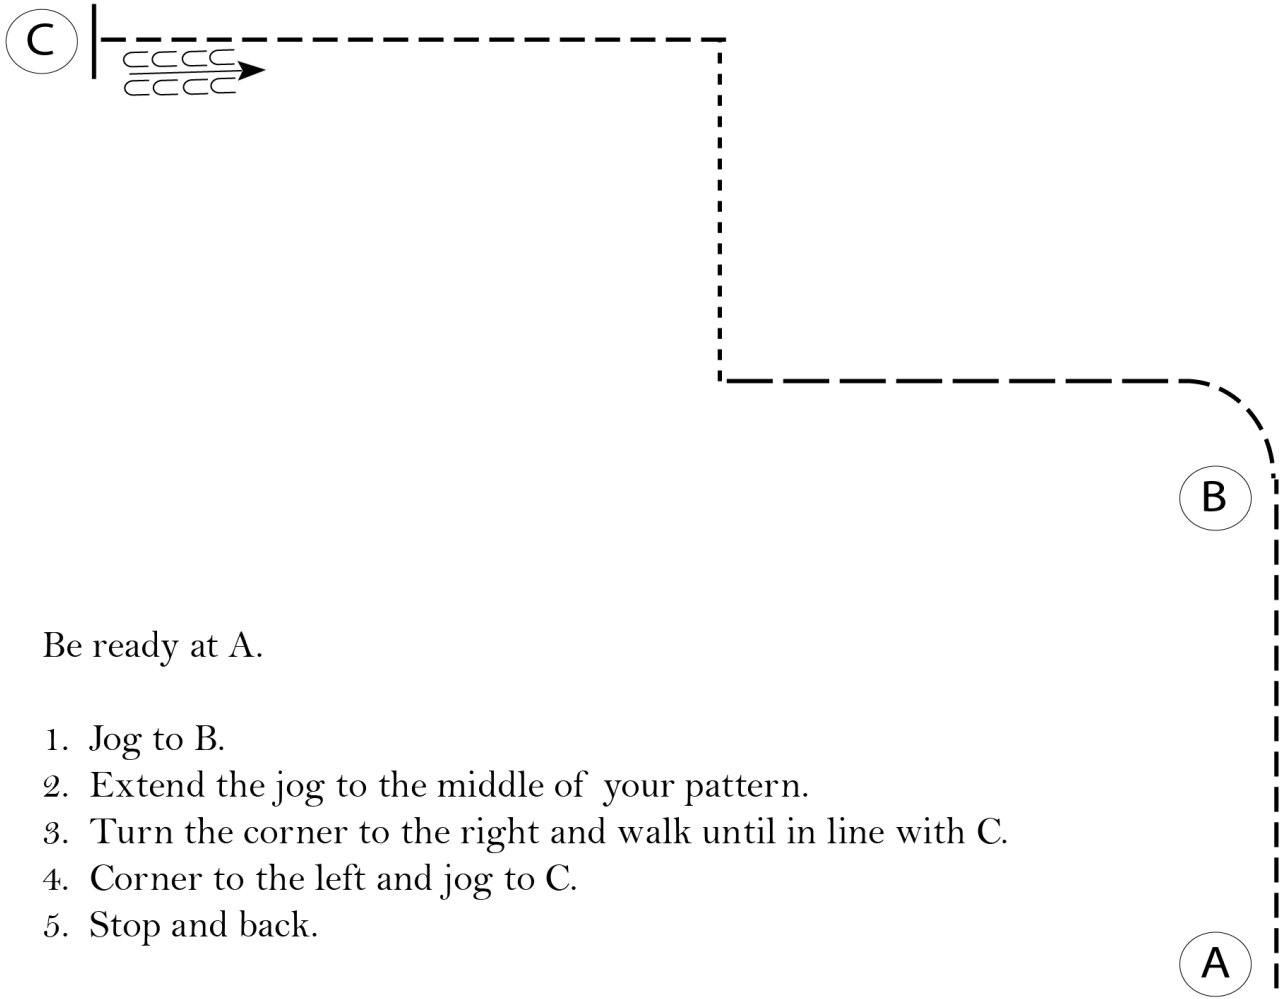 C
B
Be ready at A.
1. Jog to B.
2. Extend the jog to the middle of your pattern.
3. Turn the corner to the right and walk until in line with C.
4. Corner to the left and jog to C.
5. Stop and back.
A